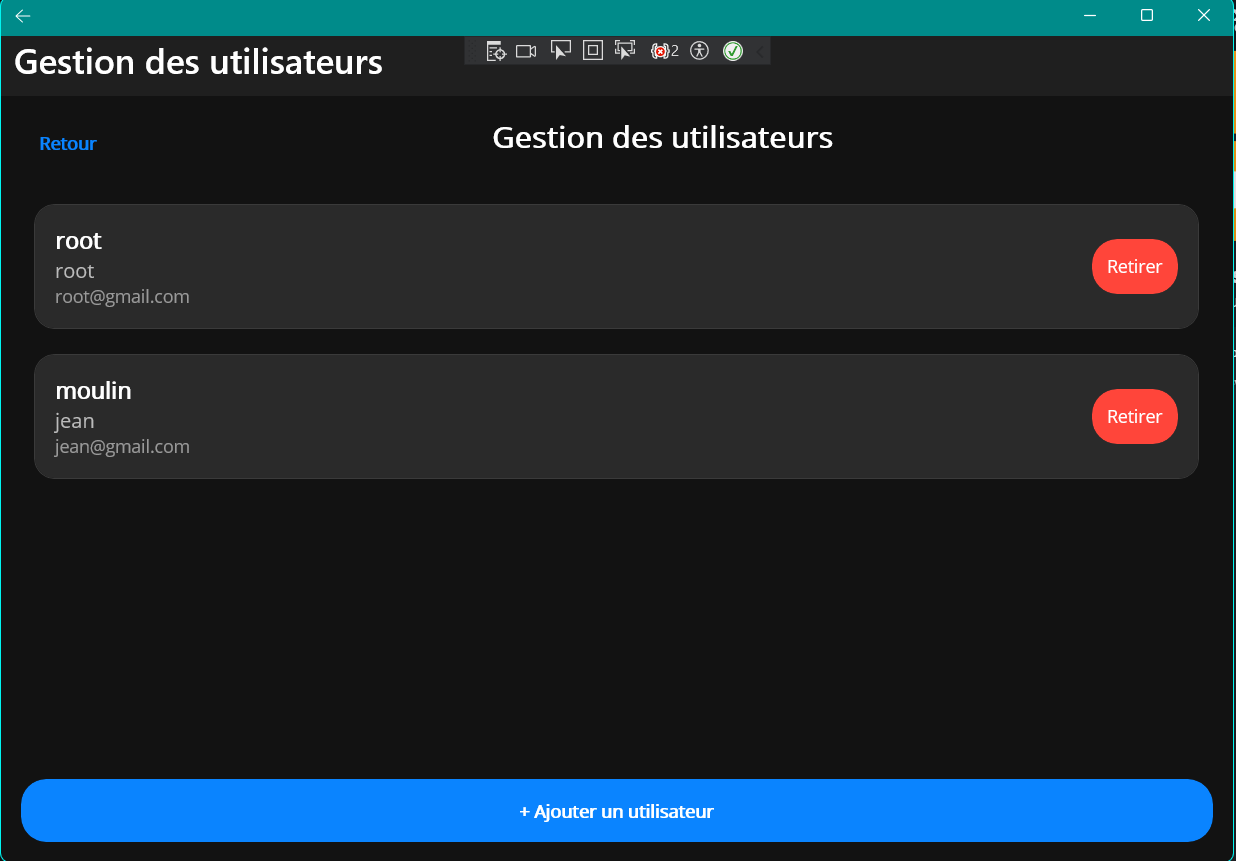 Gestion des utilisateurs
2
Retour
Gestion des utilisateurs
root
root
root@gmail.com
Retirer
moulin
jean
jean@gmail.com
Retirer
+ Ajouter un utilisateur